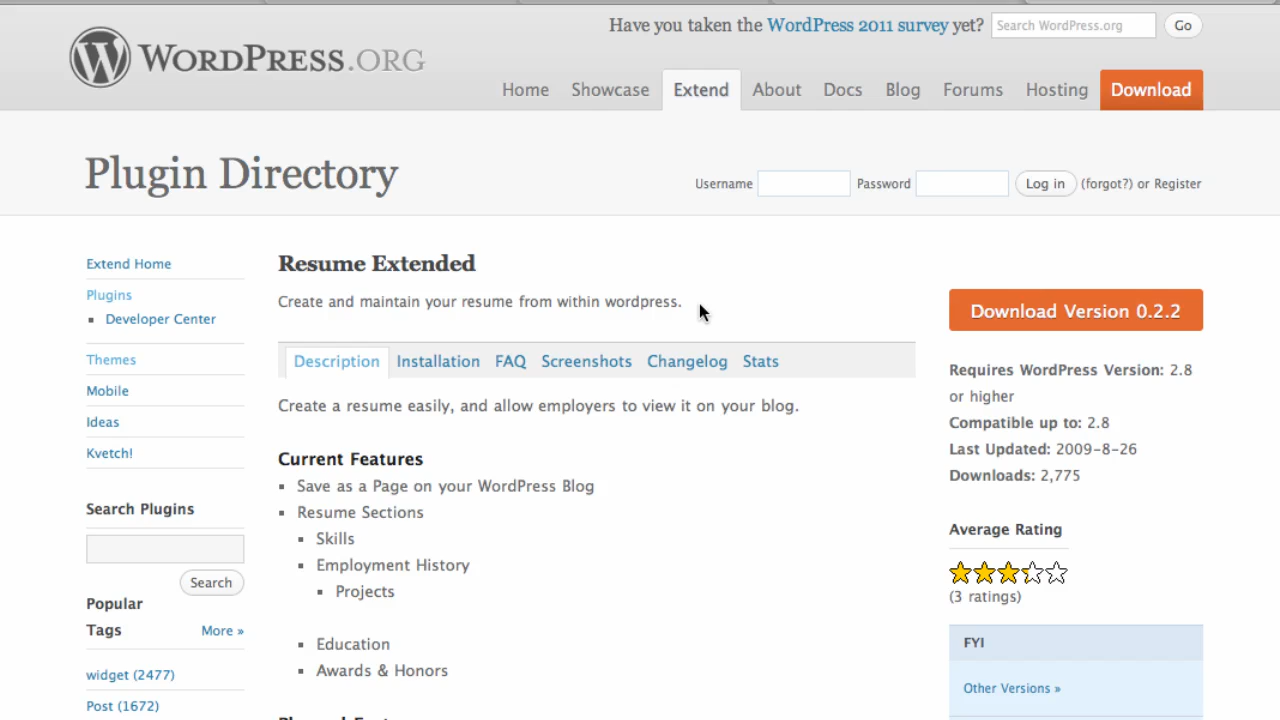 Have you taken the WordPress 2011 survey yet?
Search WordPress.org
Go
WORDPRESS.ORG
Home Showcase Extend About Docs Blog Forums Hosting Download
Plugin Directory
Username
Password
Log in
(forgot?) or Register
Extend Home
Plugins
Developer Center
Themes
Mobile
Ideas
Kvetch!
Search Plugins
Search
Popular
Tags
More »
widget (2477)
Post (1672)
Resume Extended
Create and maintain your resume from within wordpress.
Description Installation FAQ Screenshots Changelog Stats
Create a resume easily, and allow employers to view it on your blog.
Current Features
Save as a Page on your WordPress Blog
Resume Sections
Skills
Employment History
Projects
Education
Awards & Honors
Download Version 0.2.2
Requires WordPress Version: 2.8
or higher
Compatible up to: 2.8
Last Updated: 2009-8-26
Downloads: 2,775
Average Rating
(3 ratings)
FYI
Other Versions »